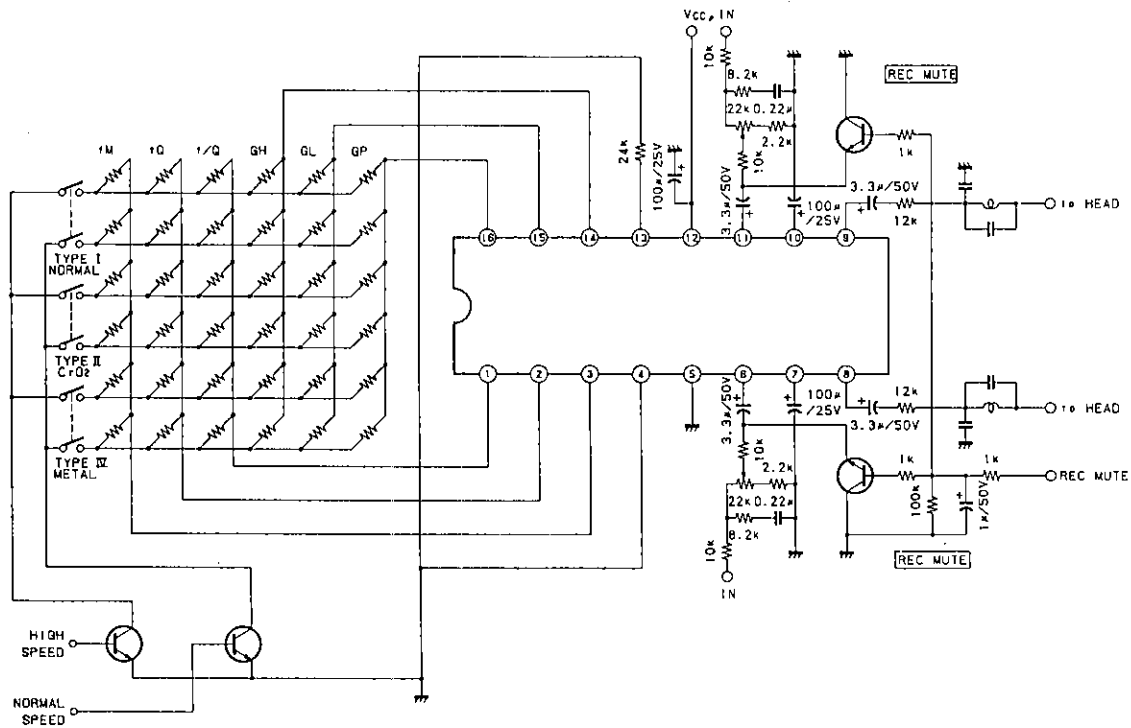 VCC, IN
10k
8.2k
22k 0.22μ
2.2k
10k
REC MUTE
1k
fM fQ f/Q GH GL GP
24k
100μ/25V
3.3μ/50V
100μ
/25V
3.3μ/50V
12k
TO HEAD
16 15 14 13 12 11 10 9
TYPE I
NORMAL
TYPE II
CrO2
TYPE IV
METAL
1 2 3 4 5 6 7 8
3.3μ/50V
100μ
/25V
12k
3.3μ/50V
TO HEAD
10k
2.2k
22k 0.22μ
8.2k
10k
IN
1k
1k
REC MUTE
100k
1μ/50V
REC MUTE
HIGH
SPEED
NORMAL
SPEED